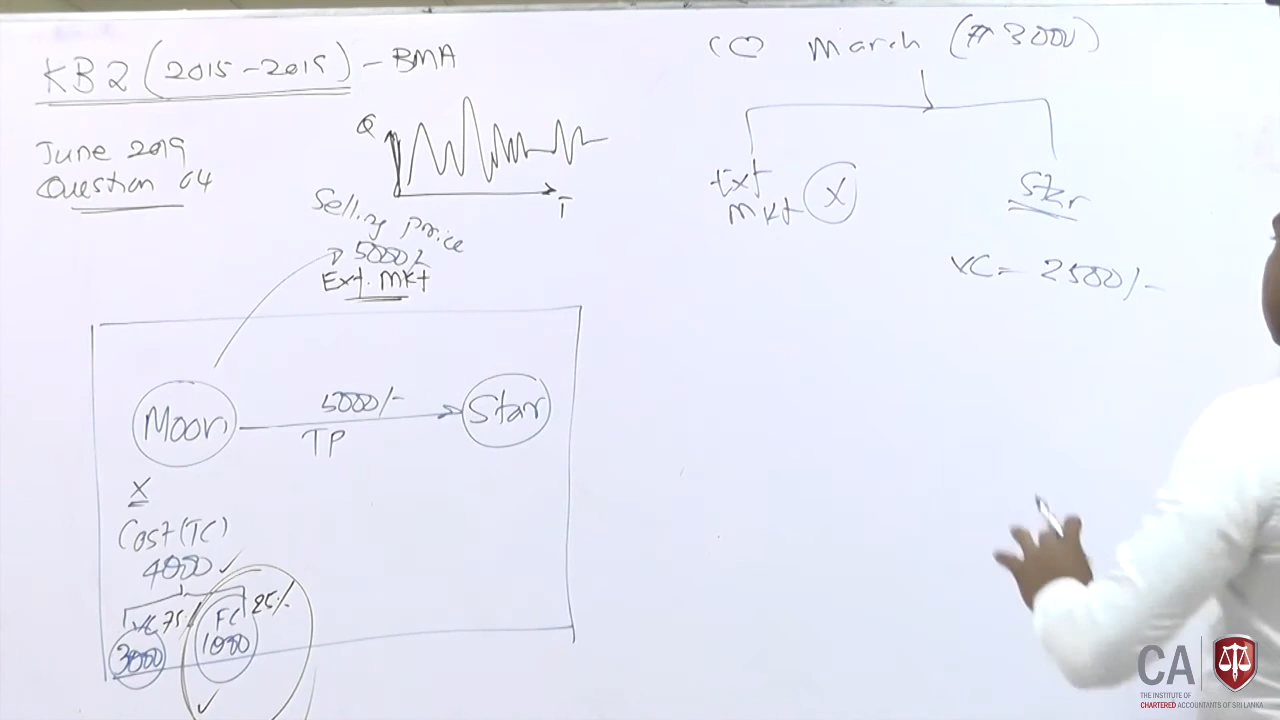 KB2 (2015-2019) - BMA
June 2019
Question 04
Q
T
Selling price
5000/-
Ext. Mkt
Moon
5000/-
TP
Star
X
Cost (TC)
4000 ✓
VC 75%
FC 25%
3000
1000
✓
March
3000)
Ext
Mkt
X
Star
VC = 2500/-
CA
THE INSTITUTE OF
CHARTERED ACCOUNTANTS OF SRI LANKA